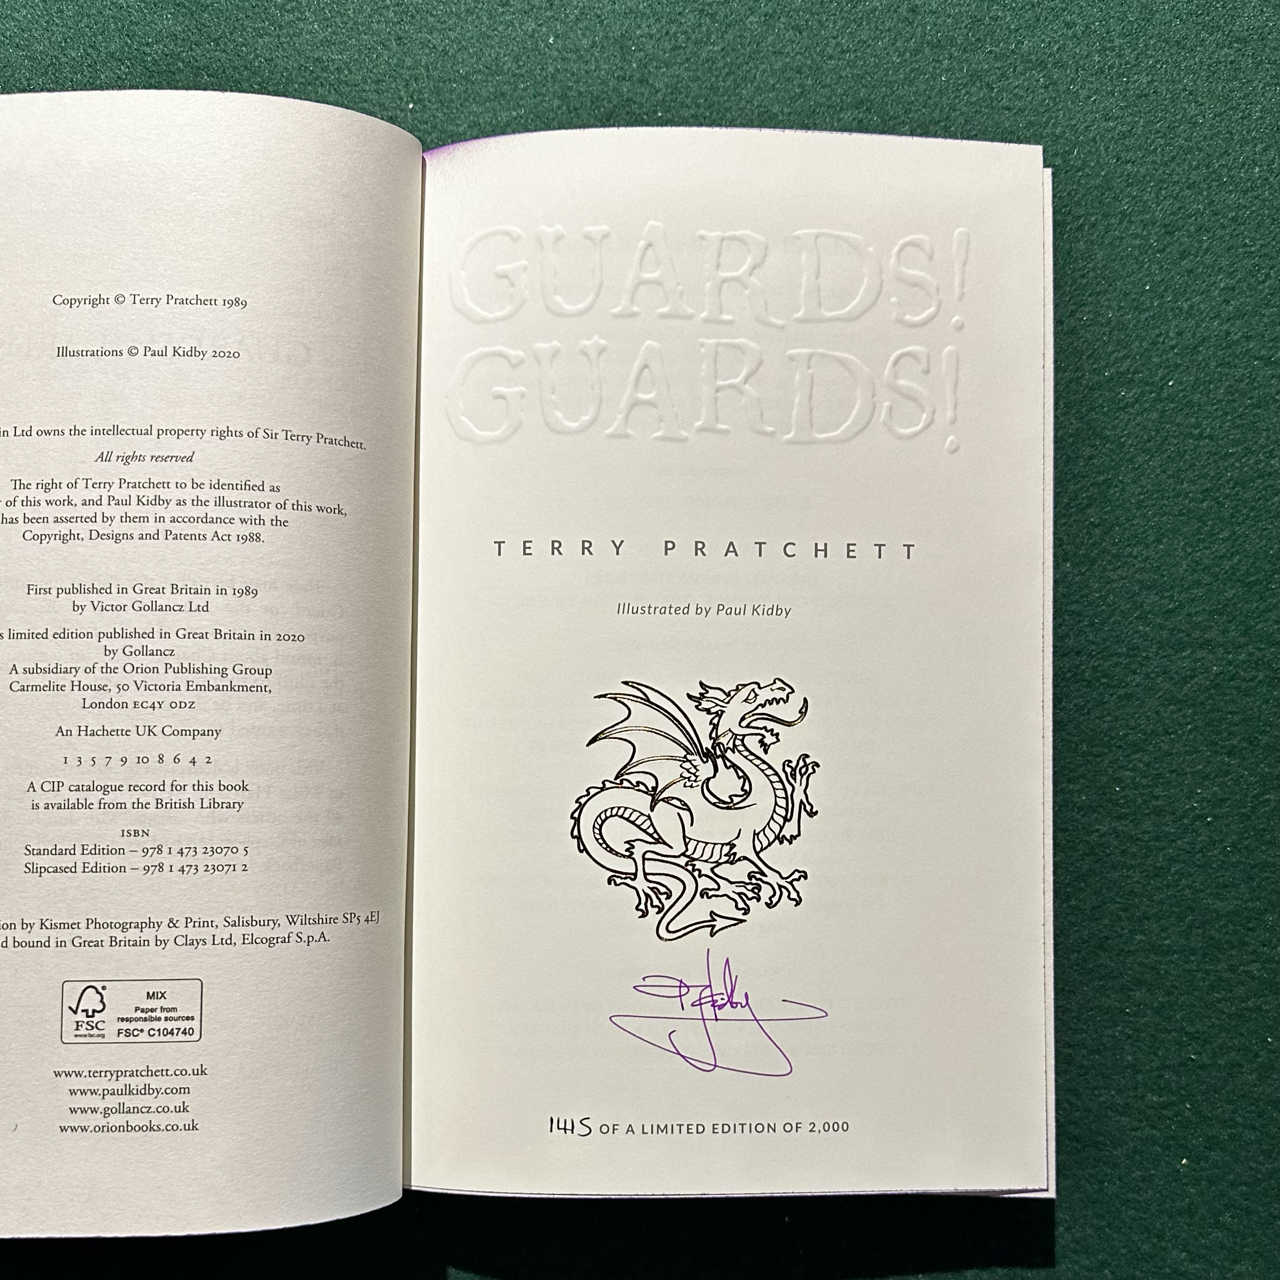 Copyright © Terry Pratchett 1989
Illustrations © Paul Kidby 2020
Ltd owns the intellectual property rights of Sir Terry Pratchett.
All rights reserved
The right of Terry Pratchett to be identified as
of this work, and Paul Kidby as the illustrator of this work,
has been asserted by them in accordance with the
Copyright, Designs and Patents Act 1988.
First published in Great Britain in 1989
by Victor Gollancz Ltd
limited edition published in Great Britain in 2020
by Gollancz
A subsidiary of the Orion Publishing Group
Carmelite House, 50 Victoria Embankment,
London EC4Y 0DZ
An Hachette UK Company
1 3 5 7 9 10 8 6 4 2
A CIP catalogue record for this book
is available from the British Library
ISBN
Standard Edition – 978 1 473 23070 5
Slipcased Edition – 978 1 473 23071 2
by Kismet Photography & Print, Salisbury, Wiltshire SP5 4EJ
bound in Great Britain by Clays Ltd, Elcograf S.p.A.
FSC
www.fsc.org
MIX
Paper from
responsible sources
FSC® C104740
www.terrypratchett.co.uk
www.paulkidby.com
www.gollancz.co.uk
www.orionbooks.co.uk
GUARDS!
GUARDS!
TERRY PRATCHETT
Illustrated by Paul Kidby
P Kidby
1415 OF A LIMITED EDITION OF 2,000